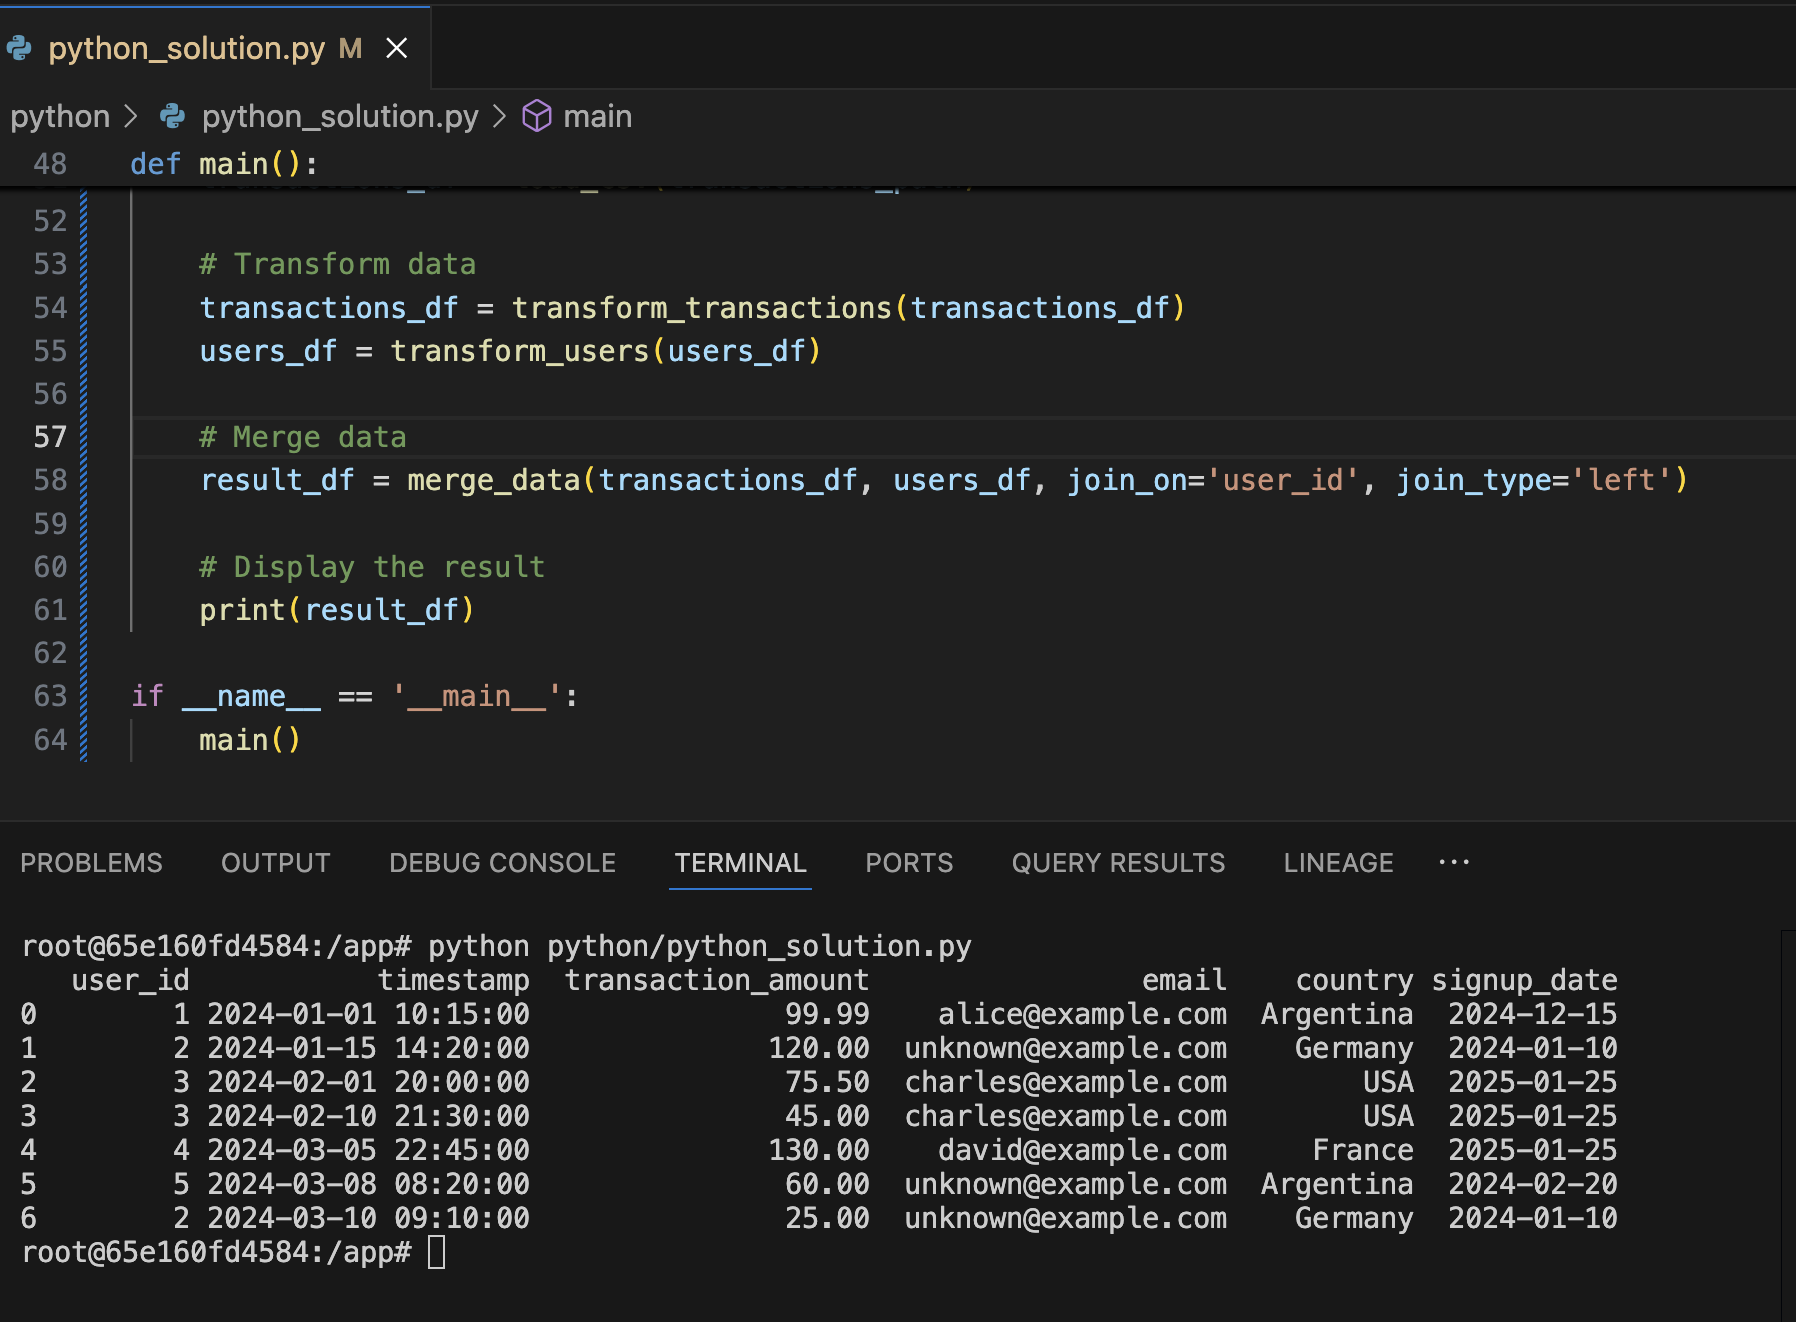 python_solution.py M
python > python_solution.py > main
48 def main():
52
53 # Transform data
54 transactions_df = transform_transactions(transactions_df)
55 users_df = transform_users(users_df)
56
57 # Merge data
58 result_df = merge_data(transactions_df, users_df, join_on='user_id', join_type='left')
59
60 # Display the result
61 print(result_df)
62
63 if __name__ == '__main__':
64 main()
PROBLEMS OUTPUT DEBUG CONSOLE TERMINAL PORTS QUERY RESULTS LINEAGE ···
root@65e160fd4584:/app# python python/python_solution.py
user_id timestamp transaction_amount email country signup_date
0 1 2024-01-01 10:15:00 99.99 alice@example.com Argentina 2024-12-15
1 2 2024-01-15 14:20:00 120.00 unknown@example.com Germany 2024-01-10
2 3 2024-02-01 20:00:00 75.50 charles@example.com USA 2025-01-25
3 3 2024-02-10 21:30:00 45.00 charles@example.com USA 2025-01-25
4 4 2024-03-05 22:45:00 130.00 david@example.com France 2025-01-25
5 5 2024-03-08 08:20:00 60.00 unknown@example.com Argentina 2024-02-20
6 2 2024-03-10 09:10:00 25.00 unknown@example.com Germany 2024-01-10
root@65e160fd4584:/app#